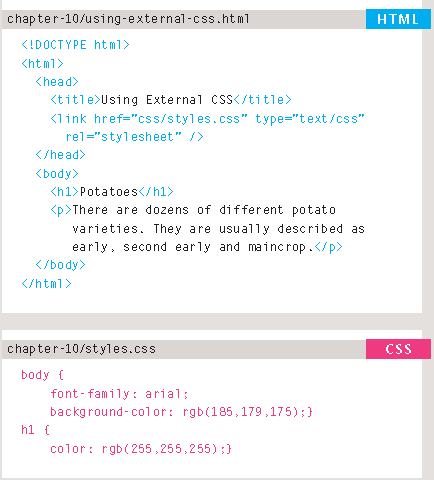 chapter-10/using-external-css.html HTML
<!DOCTYPE html>
<html>
<head>
<title>Using External CSS</title>
<link href="css/styles.css" type="text/css"
rel="stylesheet" />
</head>
<body>
<h1>Potatoes</h1>
<p>There are dozens of different potato
varieties. They are usually described as
early, second early and maincrop.</p>
</body>
</html>
chapter-10/styles.css CSS
body {
font-family: arial;
background-color: rgb(185,179,175);}
h1 {
color: rgb(255,255,255);}